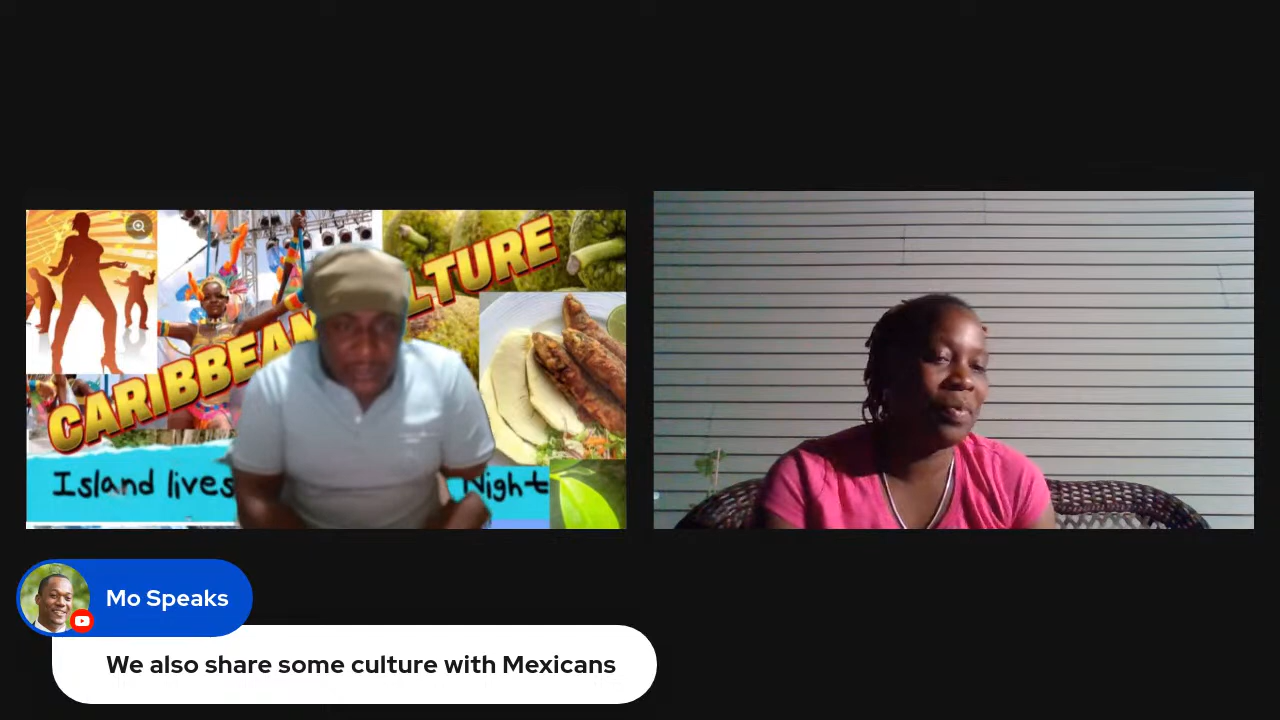 CARIBBEAN
LTURE
Island lives
Night
Mo Speaks
We also share some culture with Mexicans